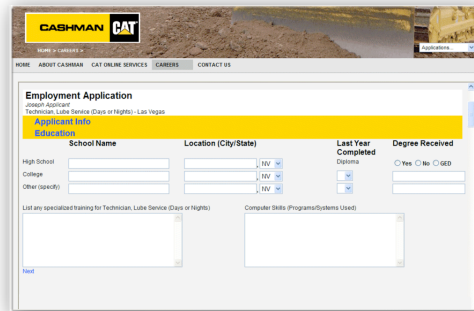 CASHMAN CAT
HOME > CAREERS >
Applications...
HOME ABOUT CASHMAN CAT ONLINE SERVICES CAREERS CONTACT US
Employment Application
Joseph Applicant
Technician, Lube Service (Days or Nights) - Las Vegas
Applicant Info
Education
School Name Location (City/State) Last Year Completed Degree Received
High School , NV Diploma Yes No GED
College , NV
Other (specify) , NV
List any specialized training for Technician, Lube Service (Days or Nights) Computer Skills (Programs/Systems Used)
Next